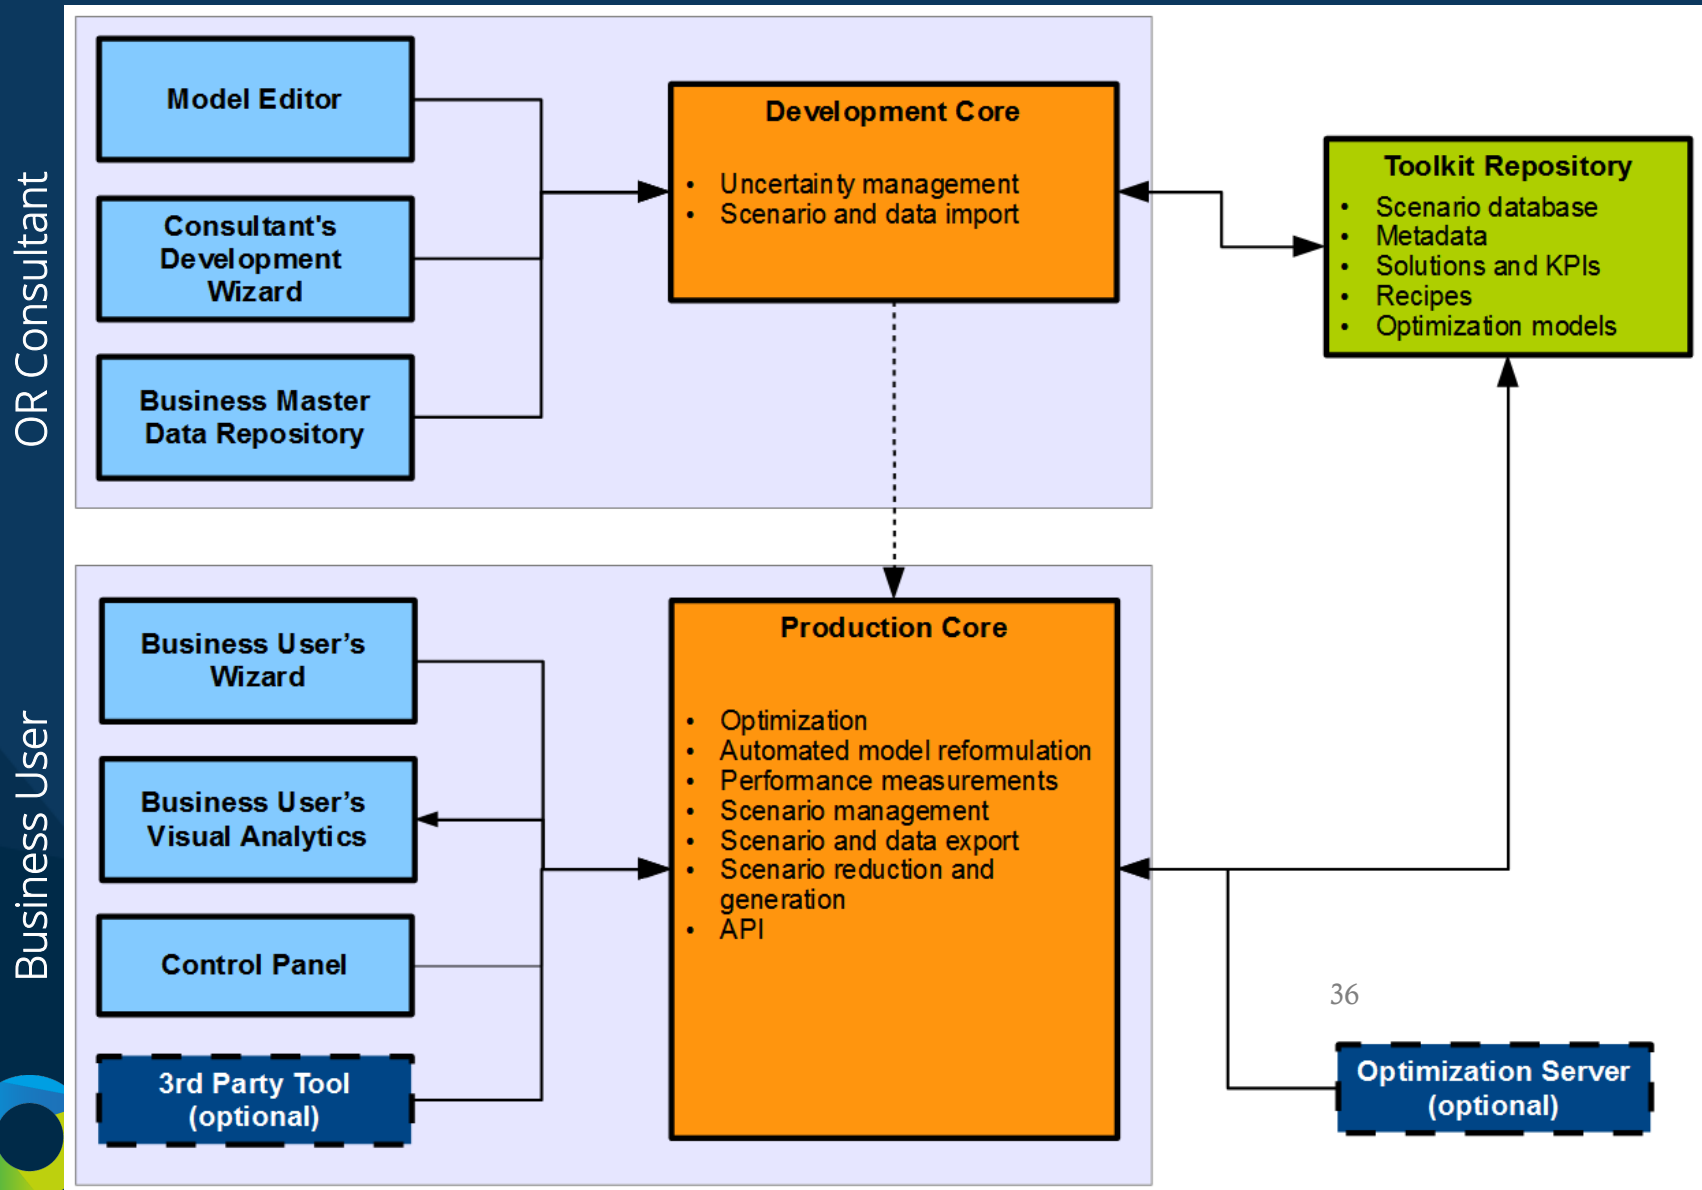 OR Consultant
Model Editor
Consultant's
Development
Wizard
Business Master
Data Repository
Development Core
• Uncertainty management
• Scenario and data import
Toolkit Repository
• Scenario database
• Metadata
• Solutions and KPIs
• Recipes
• Optimization models
Business User
Business User’s
Wizard
Business User’s
Visual Analytics
Control Panel
3rd Party Tool
(optional)
Production Core
• Optimization
• Automated model reformulation
• Performance measurements
• Scenario management
• Scenario and data export
• Scenario reduction and
generation
• API
36
Optimization Server
(optional)